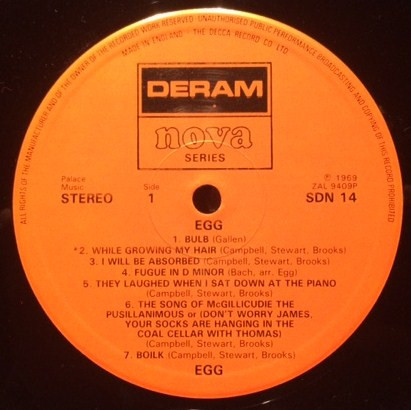 ALL RIGHTS OF THE MANUFACTURER AND OF THE OWNER OF THE RECORDED WORK RESERVED. UNAUTHORISED PUBLIC PERFORMANCE BROADCASTING AND COPYING OF THIS RECORD PROHIBITED
MADE IN ENGLAND. THE DECCA RECORD CO. LTD.
DERAM
nova
SERIES
Palace
Music
STEREO
Side
1
℗ 1969
ZAL 9409P
SDN 14
EGG
1. BULB (Gallen)
*2. WHILE GROWING MY HAIR (Campbell, Stewart, Brooks)
3. I WILL BE ABSORBED (Campbell, Stewart, Brooks)
4. FUGUE IN D MINOR (Bach, arr. Egg)
5. THEY LAUGHED WHEN I SAT DOWN AT THE PIANO
(Campbell, Stewart, Brooks)
6. THE SONG OF McGILLICUDIE THE
PUSILLANIMOUS or (DON'T WORRY JAMES,
YOUR SOCKS ARE HANGING IN THE
COAL CELLAR WITH THOMAS)
7. BOILK (Campbell, Stewart, Brooks)
EGG